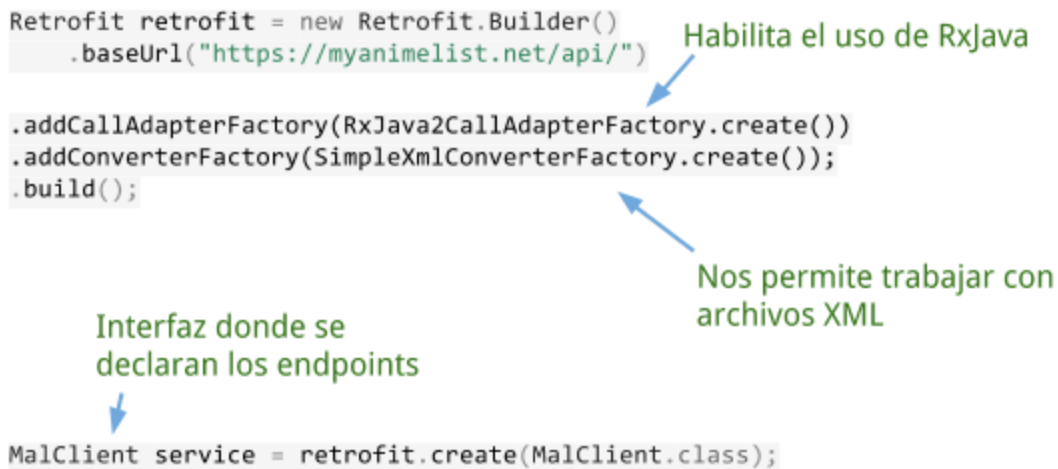 Retrofit retrofit = new Retrofit.Builder()
.baseUrl("https://myanimelist.net/api/")
Habilita el uso de RxJava
.addCallAdapterFactory(RxJava2CallAdapterFactory.create())
.addConverterFactory(SimpleXmlConverterFactory.create());
.build();
Nos permite trabajar con
archivos XML
Interfaz donde se
declaran los endpoints
MalClient service = retrofit.create(MalClient.class);